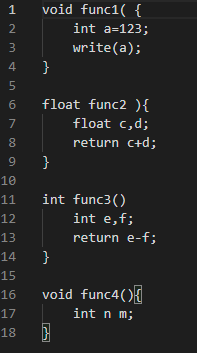 1 void func1( {
2     int a=123;
3     write(a);
4 }
5
6 float func2 ){
7     float c,d;
8     return c+d;
9 }
10
11 int func3()
12     int e,f;
13     return e-f;
14 }
15
16 void func4(){
17     int n m;
18 }